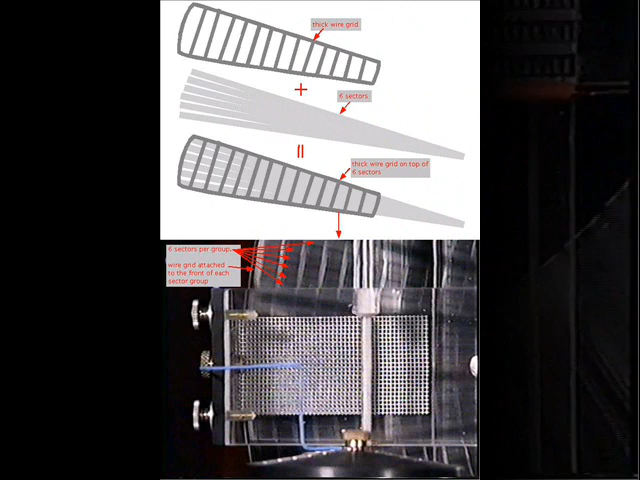 thick wire grid
+
6 sectors
=
thick wire grid on top of
6 sectors
6 sectors per group,
wire grid attached
to the front of each
sector group